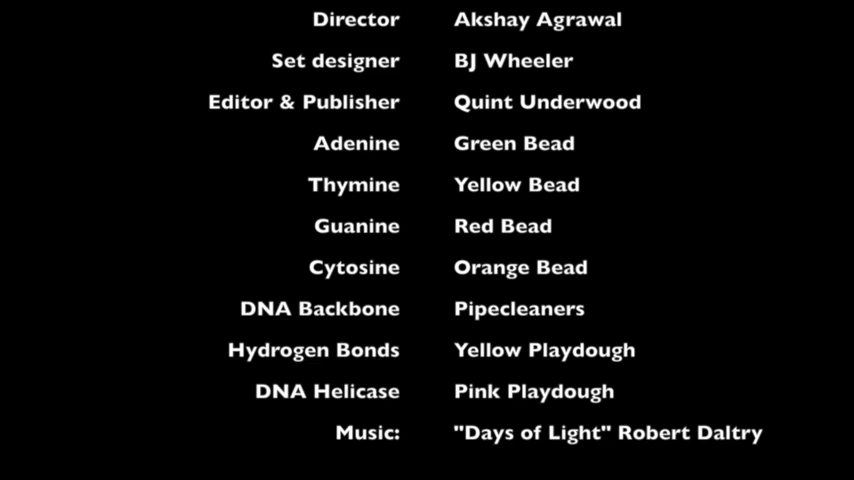 Director Akshay Agrawal
Set designer BJ Wheeler
Editor & Publisher Quint Underwood
Adenine Green Bead
Thymine Yellow Bead
Guanine Red Bead
Cytosine Orange Bead
DNA Backbone Pipecleaners
Hydrogen Bonds Yellow Playdough
DNA Helicase Pink Playdough
Music: "Days of Light" Robert Daltry